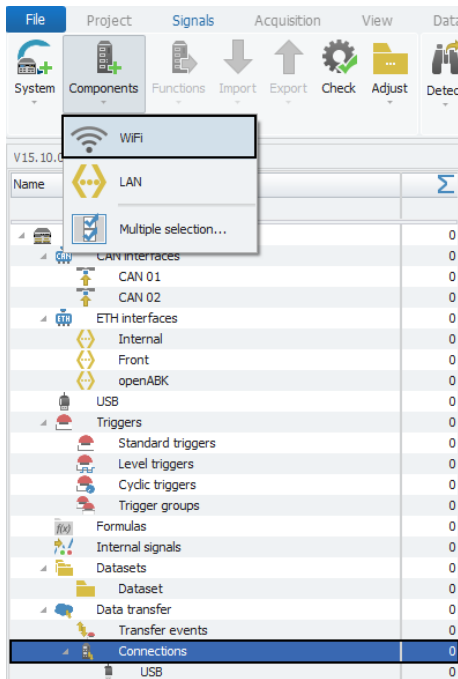 File Project Signals Acquisition View Data
System Components Functions Import Export Check Adjust Detec
WiFi
V15.10.0
LAN
Name Σ
Multiple selection...
0
CAN interfaces 0
CAN 01 0
CAN 02 0
ETH interfaces 0
Internal 0
Front 0
openABK 0
USB 0
Triggers 0
Standard triggers 0
Level triggers 0
Cyclic triggers 0
Trigger groups 0
f(x) Formulas 0
Internal signals 0
Datasets 0
Dataset 0
Data transfer 0
Transfer events 0
Connections 0
USB 0